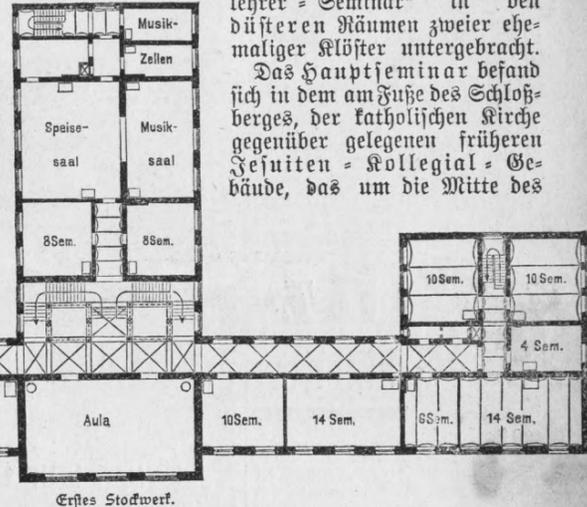 lehrer = Seminar" in den
düsteren Räumen zweier ehe=
maliger Klöster untergebracht.
Das Hauptseminar befand
sich in dem am Fuße des Schloß=
berges, der katholischen Kirche
gegenüber gelegenen früheren
Jesuiten = Kollegial = Ge=
bäude, das um die Mitte des
Musik-
Zellen
Speise-
saal
Musik-
saal
8Sem.
8Sem.
10Sem.
10Sem.
4 Sem.
Aula
10Sem.
14 Sem.
6Sem.
14 Sem.
Erstes Stockwerk.